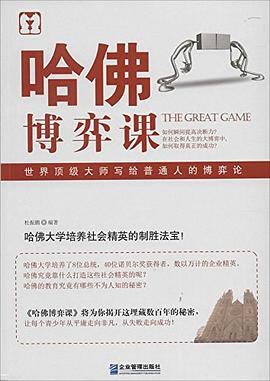 哈佛
博弈课
THE GREAT GAME
如何瞬间提高决断力?
在社会和人生的大博弈中,
如何取得真正的成功?
世界顶级大师写给普通人的博弈论
杜振鹏 ◎ 编著
哈佛大学培养社会精英的制胜法宝!
哈佛大学培养了8位总统,40位诺贝尔奖获得者,数以万计的企业精英。
哈佛究竟靠什么打造这些社会精英的呢?
哈佛的教育究竟有哪些不为人知的秘密?
《哈佛博弈课》将为你揭开这埋藏数百年的秘密,
让每个青少年从平庸走向非凡,从失败走向成功!
企业管理出版社